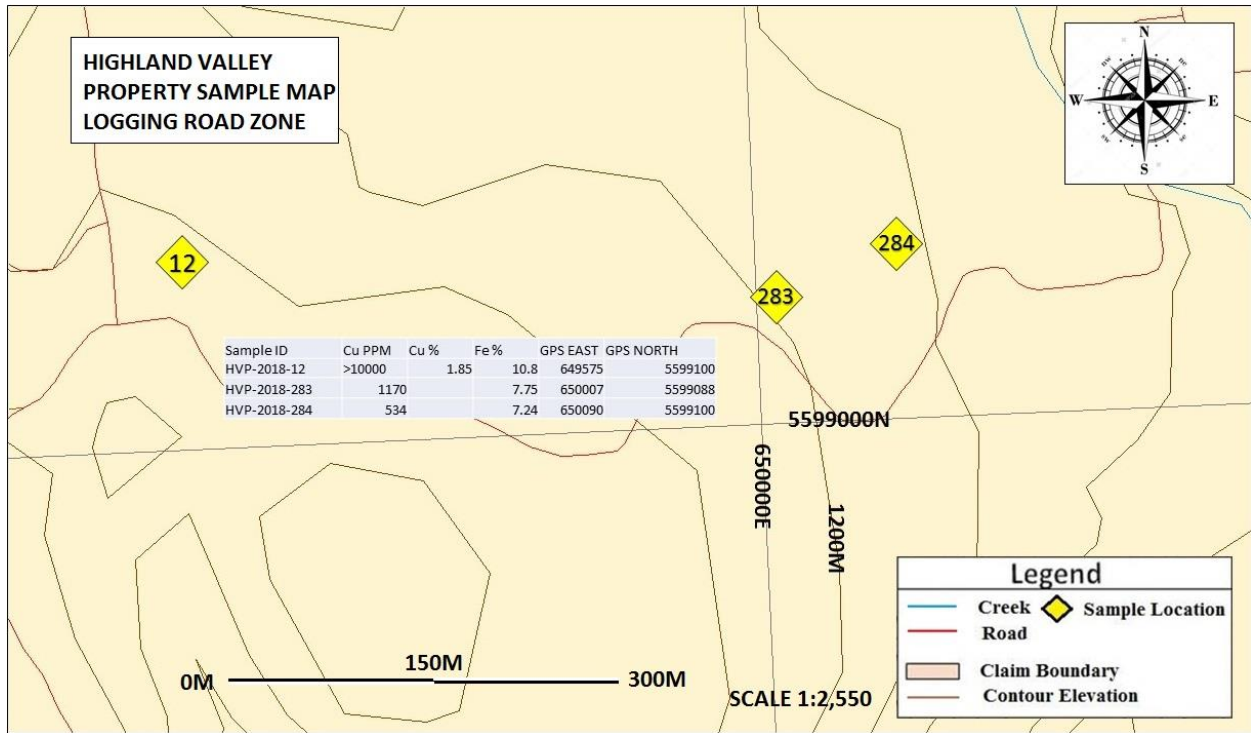 HIGHLAND VALLEY
PROPERTY SAMPLE MAP
LOGGING ROAD ZONE
N
W E
S
284
12
283
Sample ID Cu PPM Cu % Fe % GPS EAST GPS NORTH
HVP-2018-12 >10000 1.85 10.8 649575 5599100
HVP-2018-283 1170 7.75 650007 5599088
HVP-2018-284 534 7.24 650090 5599100
5599000N
650000E
1200M
0M 150M 300M
SCALE 1:2,550
Legend
Creek Sample Location
Road
Claim Boundary
Contour Elevation